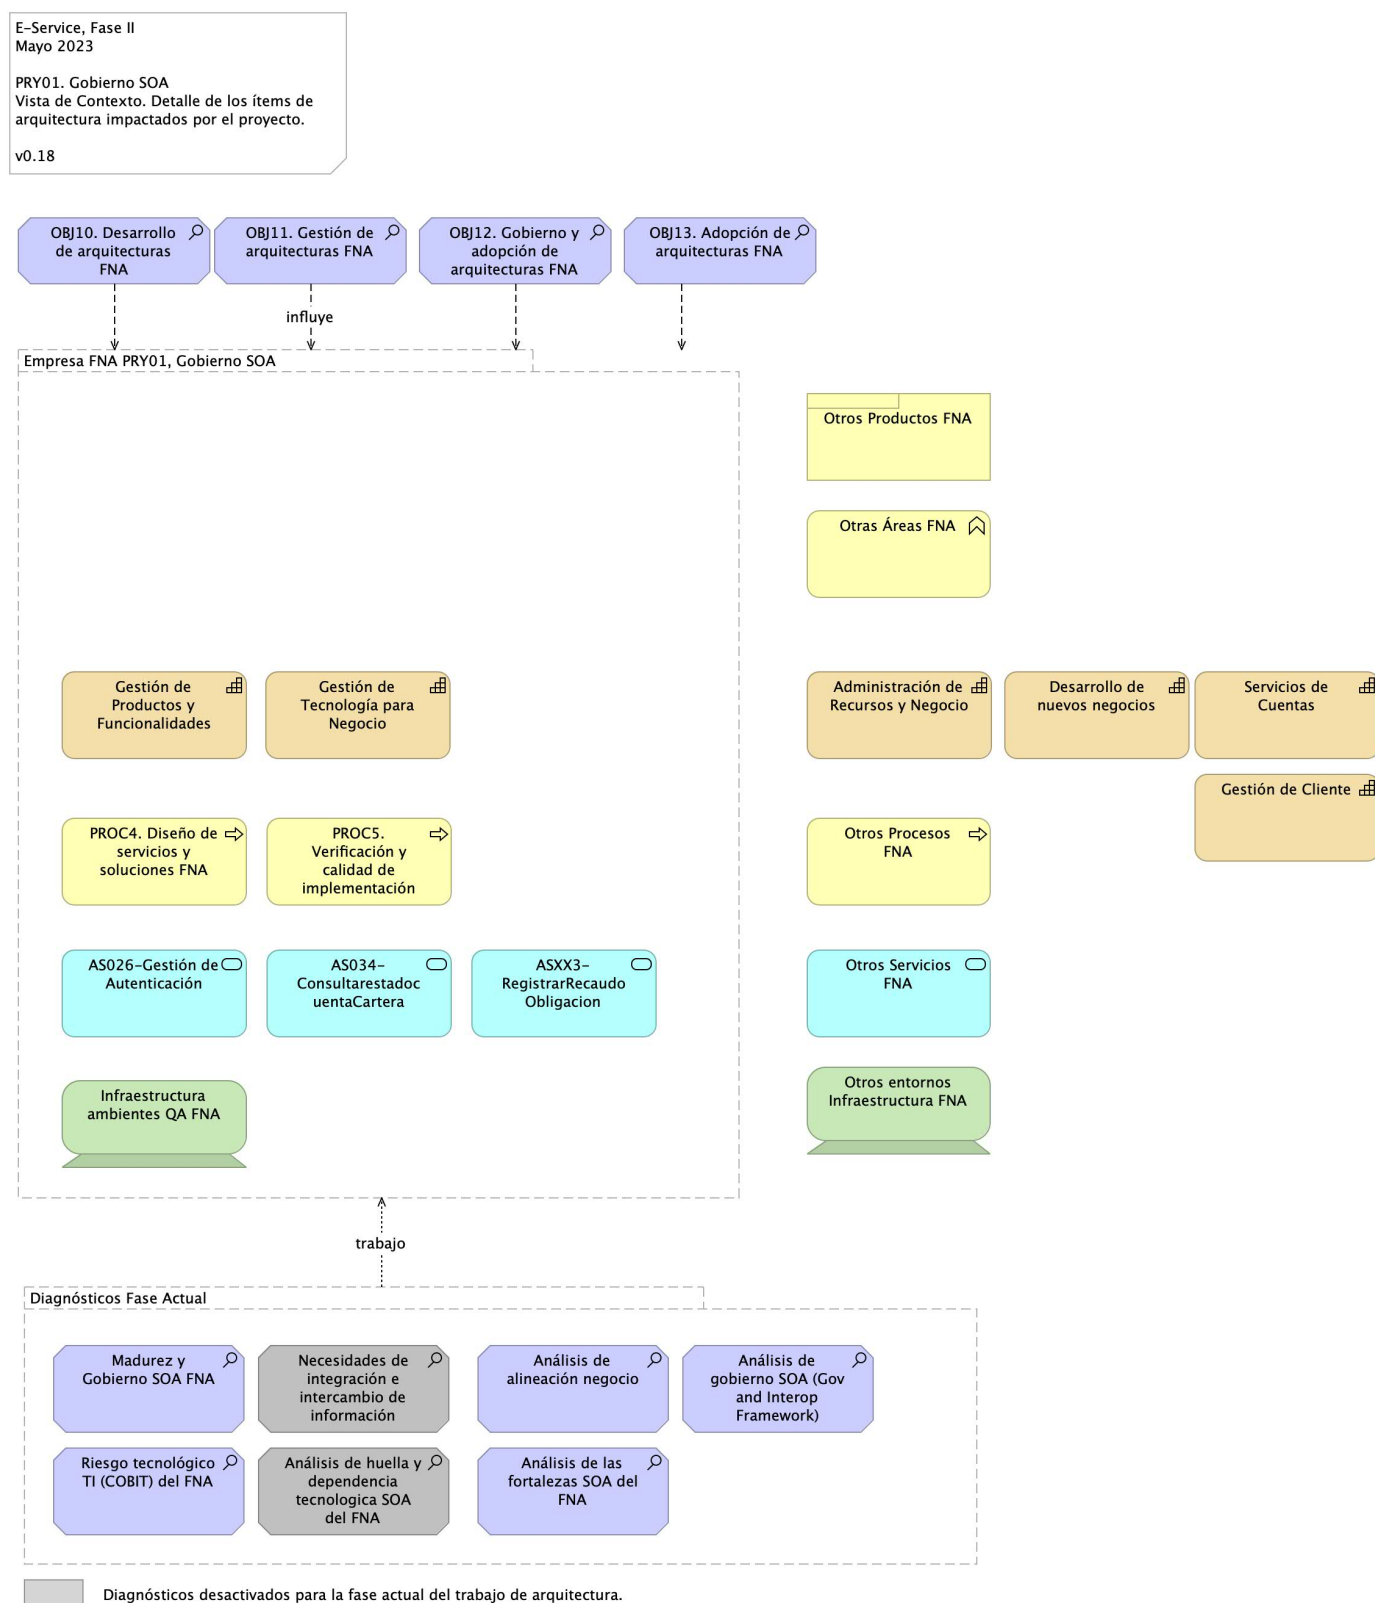 E-Service, Fase II
Mayo 2023
PRY01. Gobierno SOA
Vista de Contexto. Detalle de los ítems de
arquitectura impactados por el proyecto.
v0.18
OBJ10. Desarrollo
de arquitecturas
FNA
OBJ11. Gestión de
arquitecturas FNA
OBJ12. Gobierno y
adopción de
arquitecturas FNA
OBJ13. Adopción de
arquitecturas FNA
influye
Empresa FNA PRY01, Gobierno SOA
Otros Productos FNA
Otras Áreas FNA
Gestión de
Productos y
Funcionalidades
Gestión de
Tecnología para
Negocio
Administración de
Recursos y Negocio
Desarrollo de
nuevos negocios
Servicios de
Cuentas
Gestión de Cliente
PROC4. Diseño de
servicios y
soluciones FNA
PROC5.
Verificación y
calidad de
implementación
Otros Procesos
FNA
AS026-Gestión de
Autenticación
AS034-
Consultarestadoc
uentaCartera
ASXX3-
RegistrarRecaudo
Obligacion
Otros Servicios
FNA
Infraestructura
ambientes QA FNA
Otros entornos
Infraestructura FNA
trabajo
Diagnósticos Fase Actual
Madurez y
Gobierno SOA FNA
Necesidades de
integración e
intercambio de
información
Análisis de
alineación negocio
Análisis de
gobierno SOA (Gov
and Interop
Framework)
Riesgo tecnológico
TI (COBIT) del FNA
Análisis de huella y
dependencia
tecnologica SOA
del FNA
Análisis de las
fortalezas SOA del
FNA
Diagnósticos desactivados para la fase actual del trabajo de arquitectura.